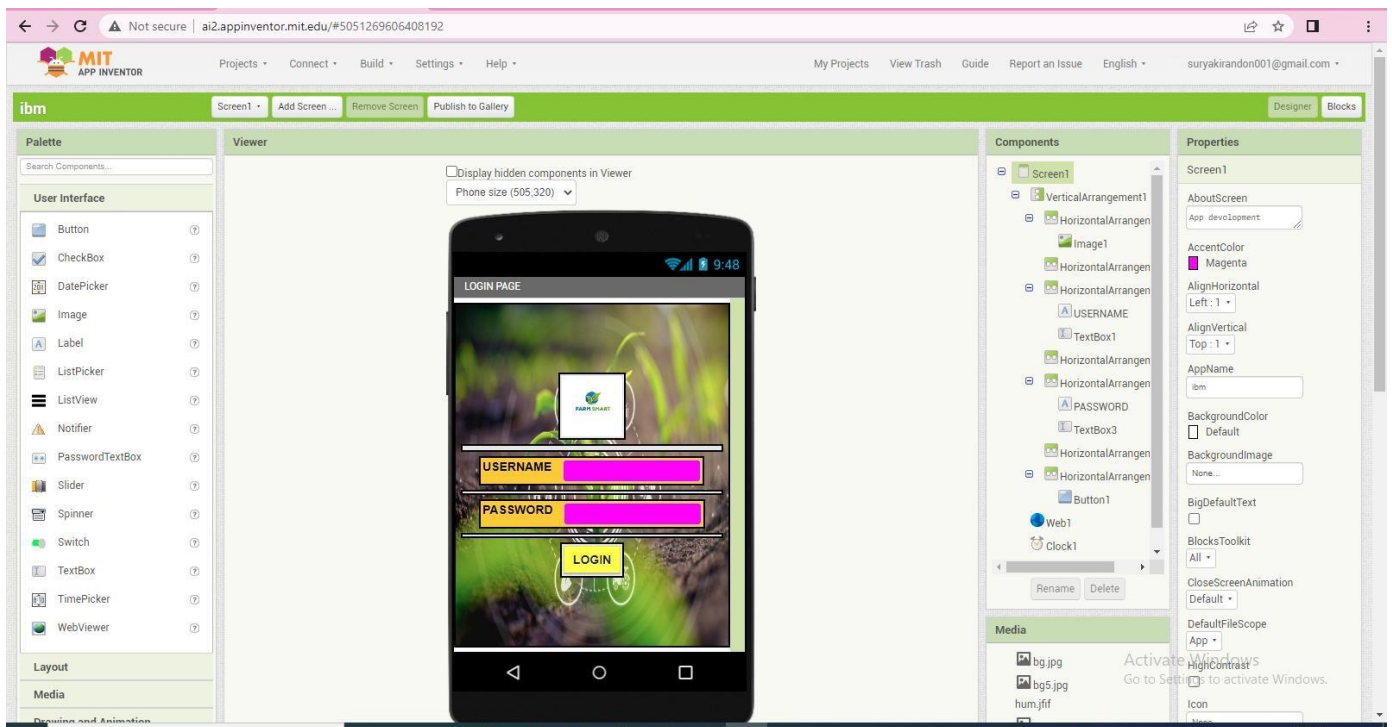 Not secure | ai2.appinventor.mit.edu/#5051269606408192
MIT
APP INVENTOR
Projects Connect Build Settings Help
My Projects View Trash Guide Report an Issue English suryakirandon001@gmail.com
ibm
Screen1 Add Screen ... Remove Screen Publish to Gallery
Designer Blocks
Palette
Search Components...
User Interface
Button
CheckBox
DatePicker
Image
Label
ListPicker
ListView
Notifier
PasswordTextBox
Slider
Spinner
Switch
TextBox
TimePicker
WebViewer
Layout
Media
Drawing and Animation
Viewer
Display hidden components in Viewer
Phone size (505,320)
9:48
LOGIN PAGE
FARM SMART
USERNAME
PASSWORD
LOGIN
Components
Screen1
VerticalArrangement1
HorizontalArrangen
Image1
HorizontalArrangen
HorizontalArrangen
USERNAME
TextBox1
HorizontalArrangen
HorizontalArrangen
PASSWORD
TextBox3
HorizontalArrangen
HorizontalArrangen
Button1
Web1
Clock1
Rename Delete
Media
bg.jpg
bg5.jpg
hum.jfif
Properties
Screen1
AboutScreen
App devolopment
AccentColor
Magenta
AlignHorizontal
Left : 1
AlignVertical
Top : 1
AppName
ibm
BackgroundColor
Default
BackgroundImage
None...
BigDefaultText
BlocksToolkit
All
CloseScreenAnimation
Default
DefaultFileScope
App
HighContrast
Icon
None
Activate Windows
Go to Settings to activate Windows.